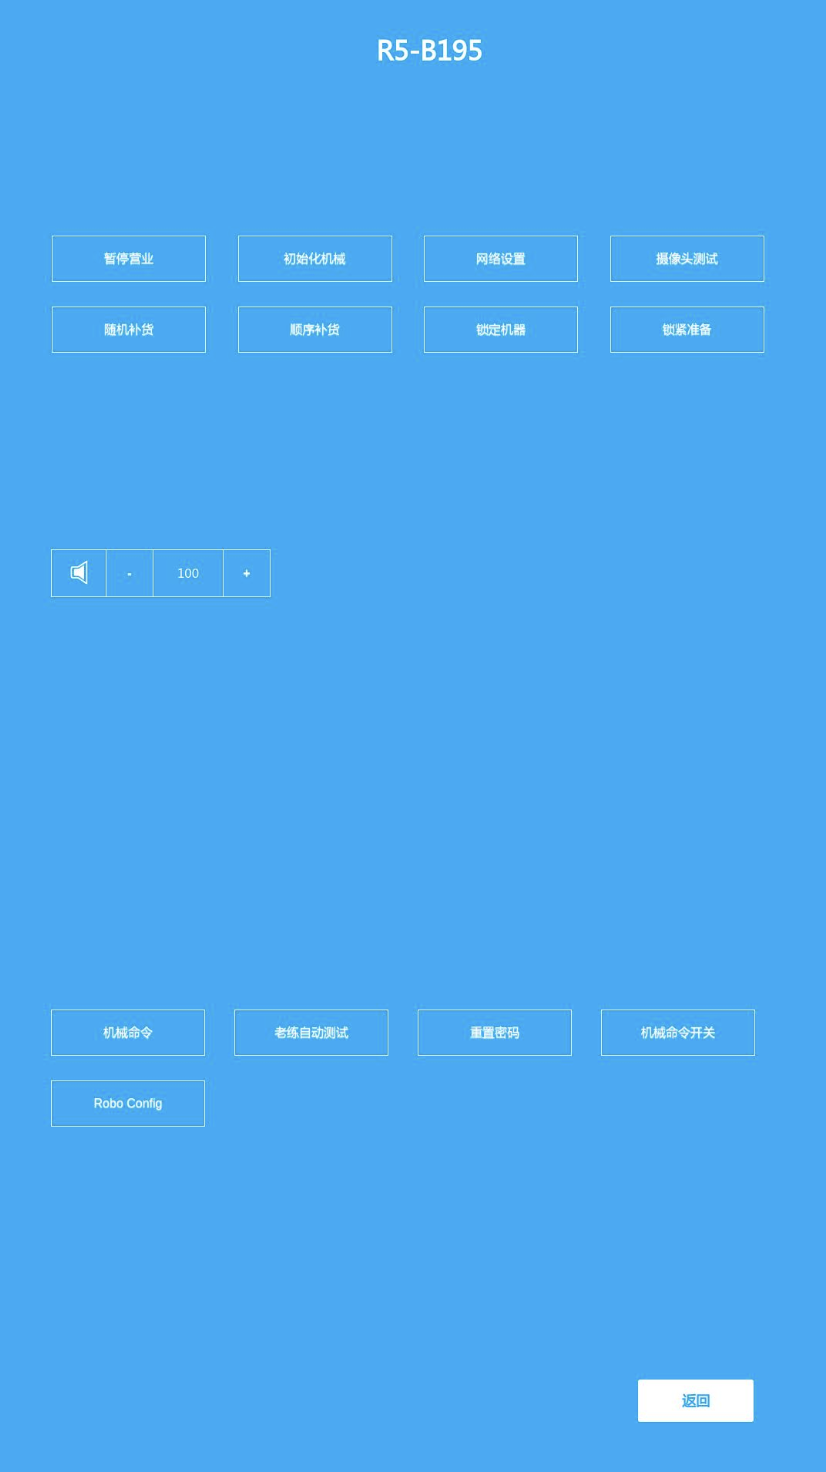 R5-B195
暂停营业 初始化机械 网络设置 摄像头测试
随机补货 顺序补货 锁定机器 锁紧准备
- 100 +
机械命令 老练自动测试 重置密码 机械命令开关
Robo Config
返回